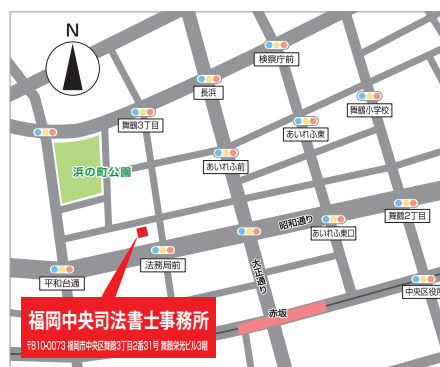 N
検察庁前
長浜
舞鶴小学校
舞鶴3丁目
あいれふ東
あいれふ前
浜の町公園
舞鶴2丁目
昭和通り
あいれふ東口
法務局前
大正通り
平和台通
中央区役所
赤坂
福岡中央司法書士事務所
〒810-0073 福岡市中央区舞鶴3丁目2番31号 舞鶴栄光ビル3階